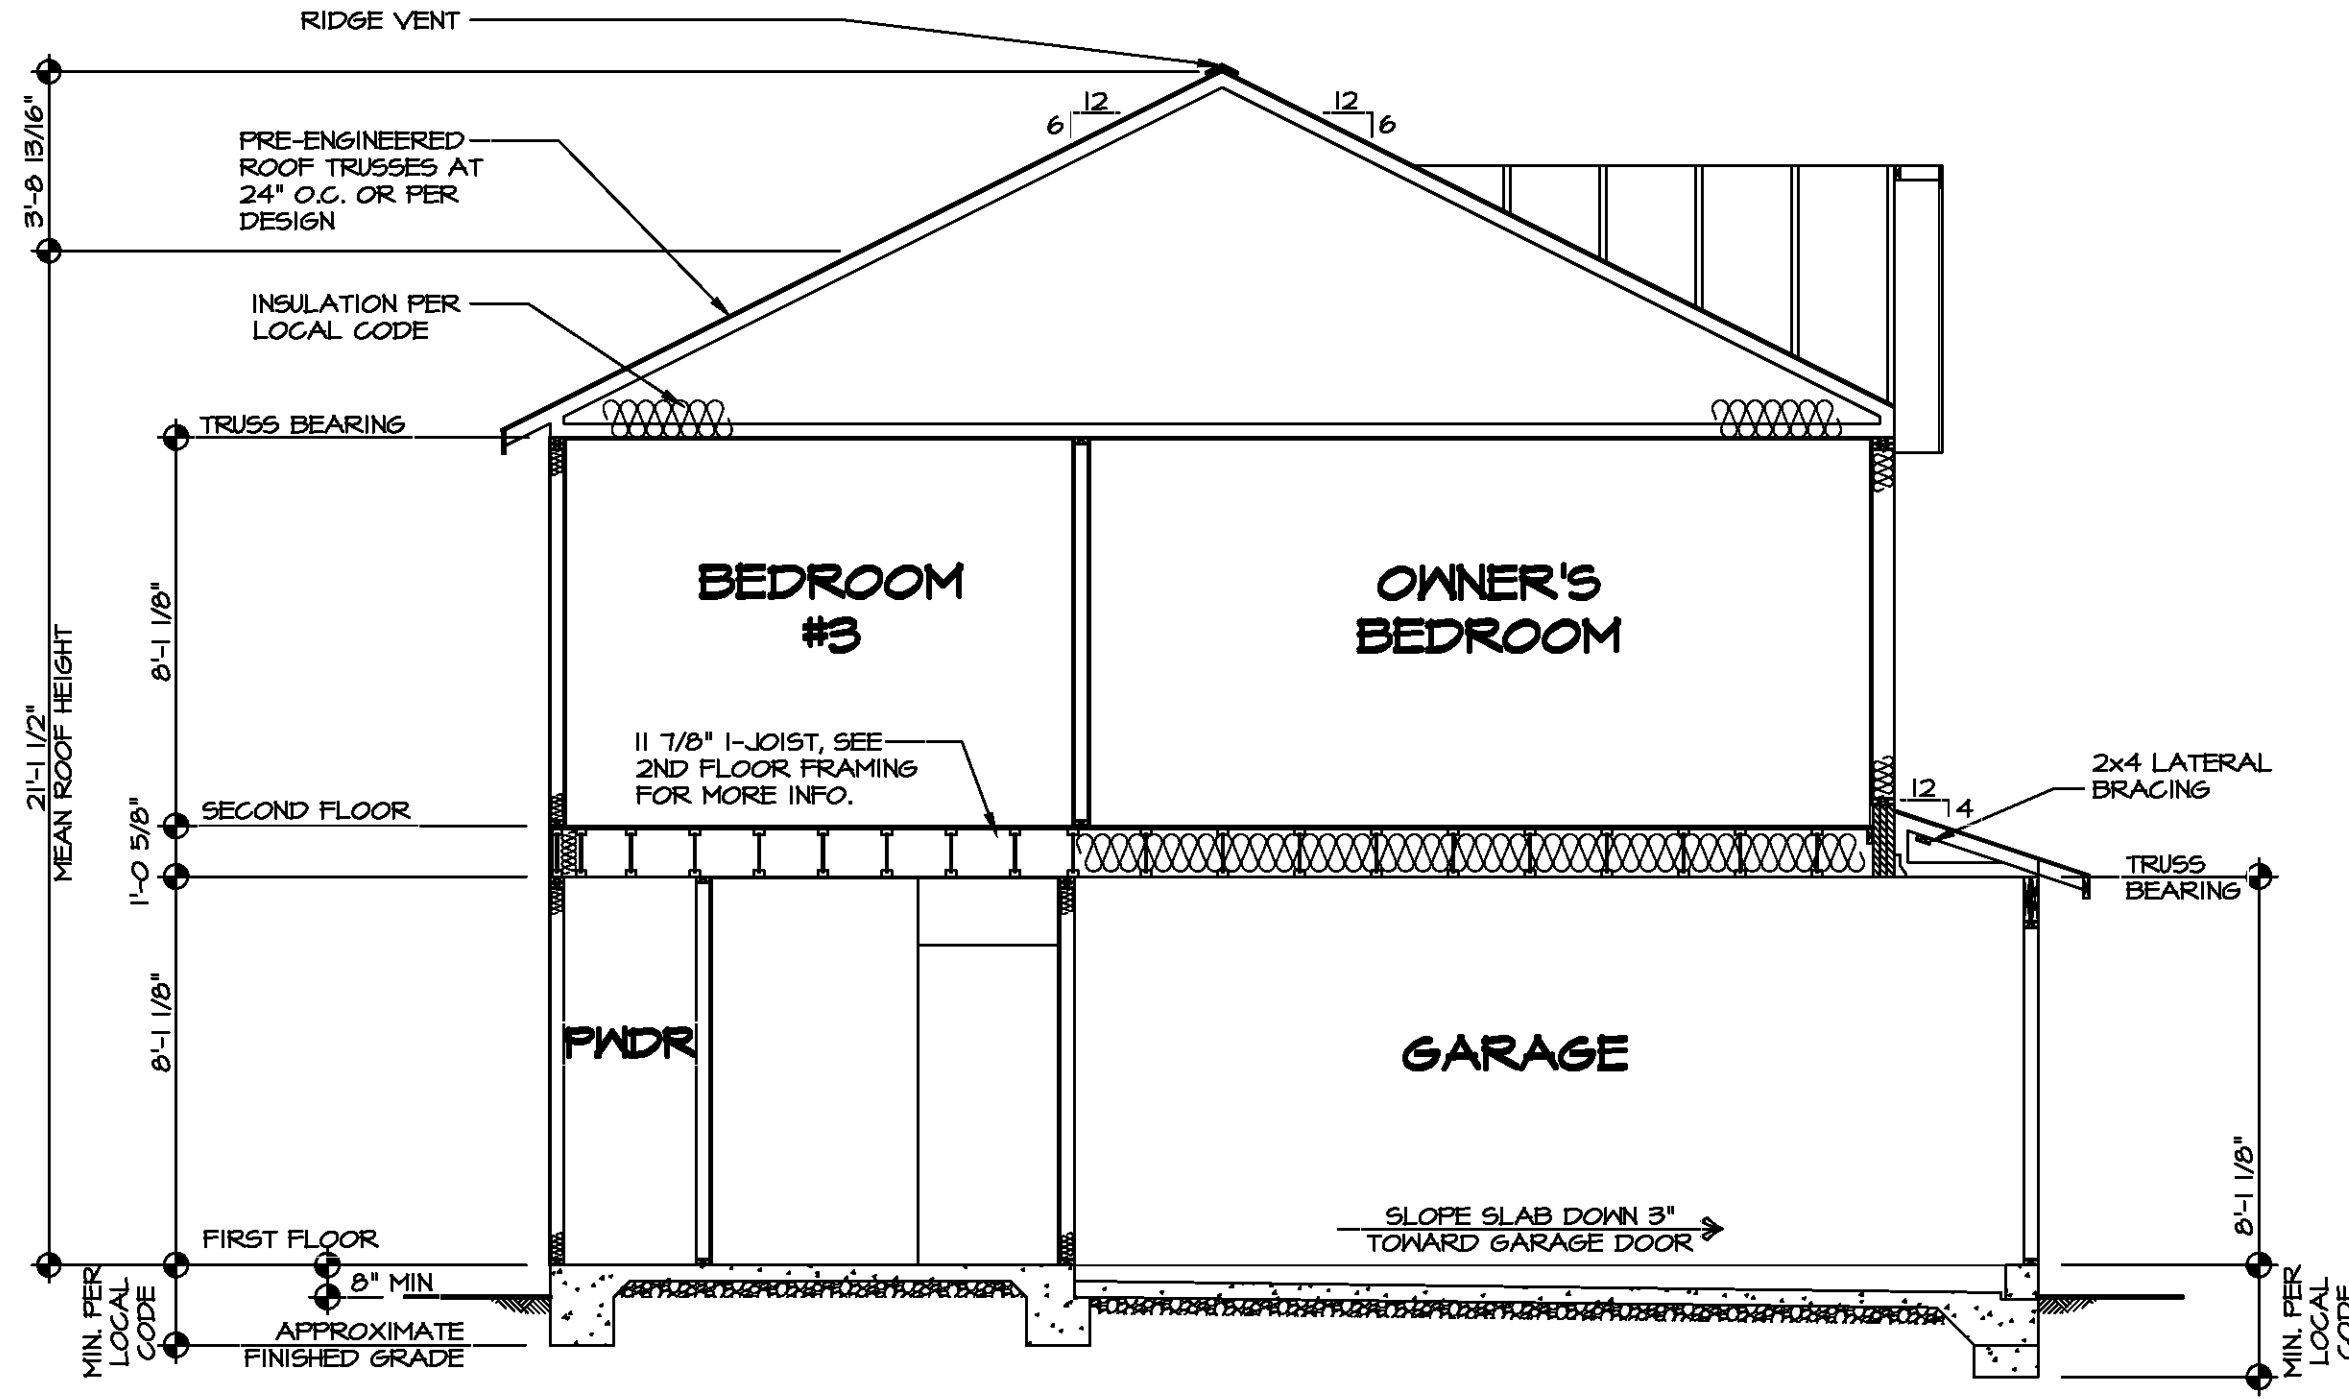 RIDGE VENT
12
6
12
6
3'-8 13/16"
PRE-ENGINEERED
ROOF TRUSSES AT
24" O.C. OR PER
DESIGN
INSULATION PER
LOCAL CODE
TRUSS BEARING
8'-1 1/8"
BEDROOM
#3
OWNER'S
BEDROOM
21'-1 1/2"
MEAN ROOF HEIGHT
11 7/8" I-JOIST, SEE
2ND FLOOR FRAMING
FOR MORE INFO.
2x4 LATERAL
BRACING
12
4
SECOND FLOOR
1'-0 5/8"
TRUSS
BEARING
8'-1 1/8"
PWDR
GARAGE
8'-1 1/8"
SLOPE SLAB DOWN 3"
TOWARD GARAGE DOOR
FIRST FLOOR
8" MIN
MIN. PER
LOCAL
CODE
APPROXIMATE
FINISHED GRADE
MIN. PER
LOCAL
CODE